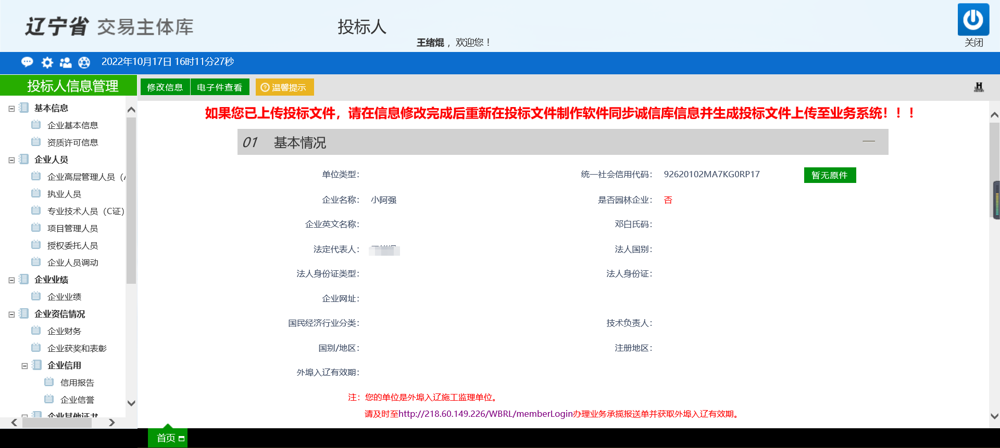 辽宁省 交易主体库
投标人
王绪焜，欢迎您！
关闭
2022年10月17日 16时11分27秒
投标人信息管理
修改信息 电子件查看 温馨提示
基本信息
企业基本信息
资质许可信息
企业人员
企业高层管理人员（A
执业人员
专业技术人员（C证）
项目管理人员
授权委托人员
企业人员调动
企业业绩
企业业绩
企业资信情况
企业财务
企业获奖和表彰
企业信用
信用报告
企业信誉
企业其他证书
如果您已上传投标文件，请在信息修改完成后重新在投标文件制作软件同步诚信库信息并生成投标文件上传至业务系统！！！
01 基本情况
单位类型：
统一社会信用代码： 92620102MA7KG0RP17 暂无原件
企业名称： 小阿强
是否园林企业： 否
企业英文名称：
邓白氏码：
法定代表人：
法人国别：
法人身份证类型：
法人身份证：
企业网址：
国民经济行业分类：
技术负责人：
国别/地区：
注册地区：
外埠入辽有效期：
注：您的单位是外埠入辽施工监理单位。
请及时至http://218.60.149.226/WBRL/memberLogin办理业务承揽报送单并获取外埠入辽有效期。
首页